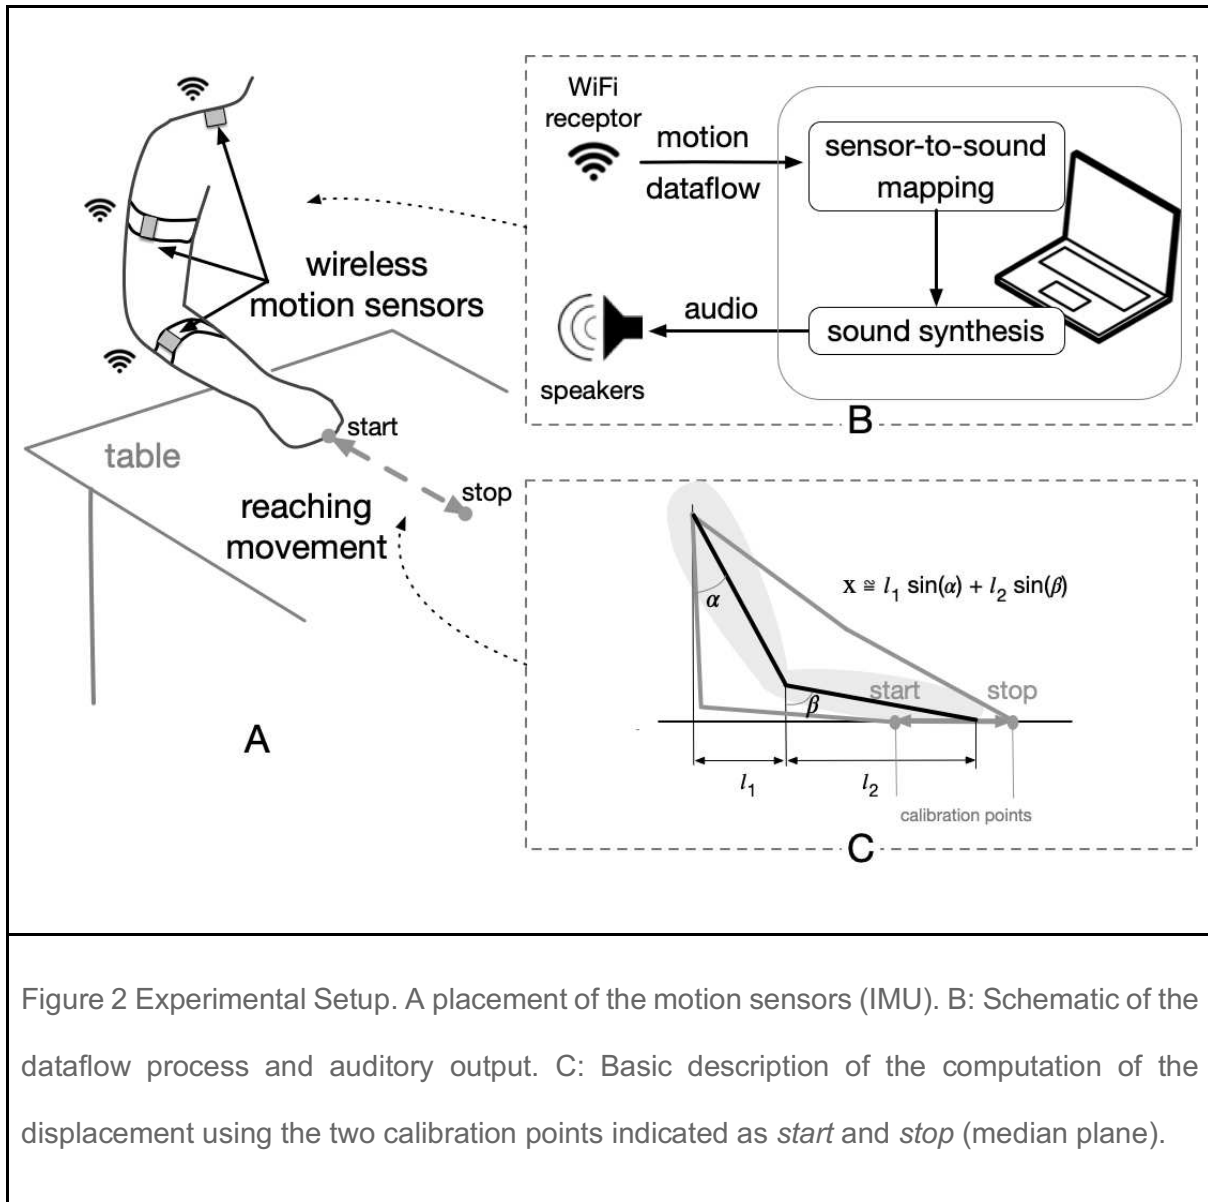 wireless
motion sensors
start
table
stop
reaching
movement
A
WiFi
receptor
motion
dataflow
sensor-to-sound
mapping
audio
sound synthesis
speakers
B
α
x ≅ l₁ sin(α) + l₂ sin(β)
start
stop
β
l₁
l₂
calibration points
C
Figure 2 Experimental Setup. A placement of the motion sensors (IMU). B: Schematic of the
dataflow process and auditory output. C: Basic description of the computation of the
displacement using the two calibration points indicated as start and stop (median plane).